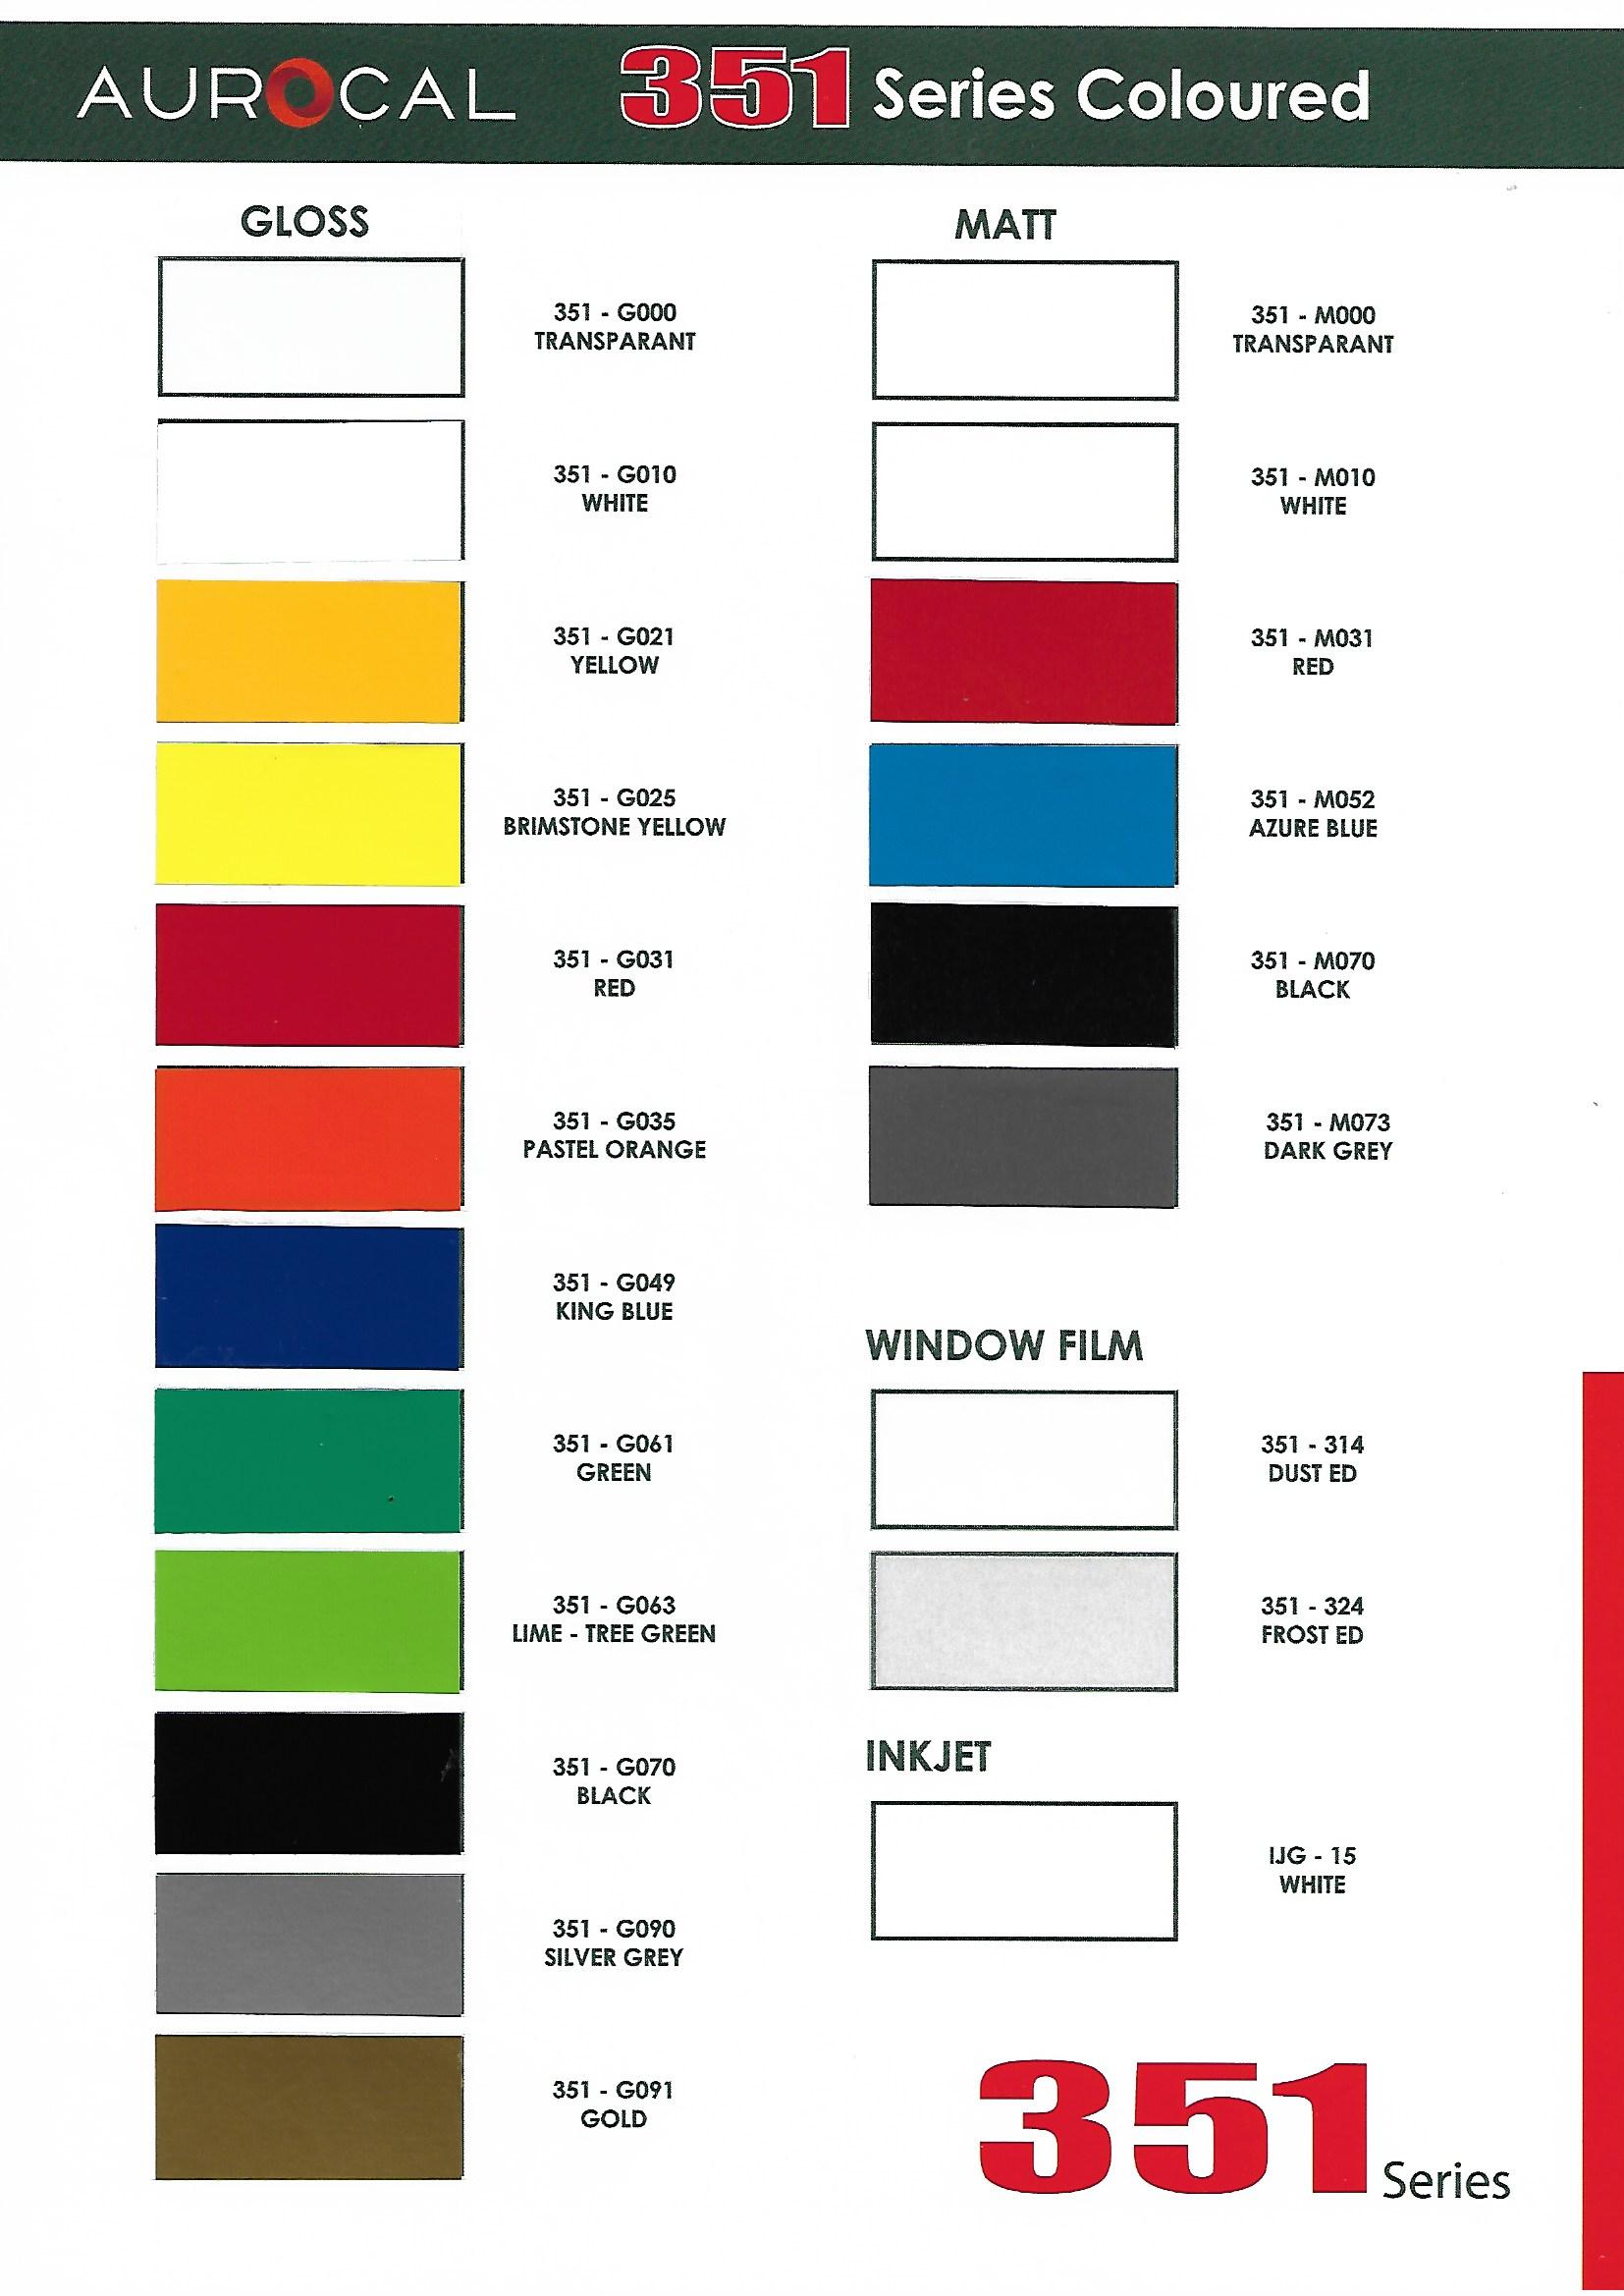 AUROCAL 351 Series Coloured
GLOSS
351 - G000
TRANSPARANT
351 - G010
WHITE
351 - G021
YELLOW
351 - G025
BRIMSTONE YELLOW
351 - G031
RED
351 - G035
PASTEL ORANGE
351 - G049
KING BLUE
351 - G061
GREEN
351 - G063
LIME - TREE GREEN
351 - G070
BLACK
351 - G090
SILVER GREY
351 - G091
GOLD
MATT
351 - M000
TRANSPARANT
351 - M010
WHITE
351 - M031
RED
351 - M052
AZURE BLUE
351 - M070
BLACK
351 - M073
DARK GREY
WINDOW FILM
351 - 314
DUST ED
351 - 324
FROST ED
INKJET
IJG - 15
WHITE
351 Series